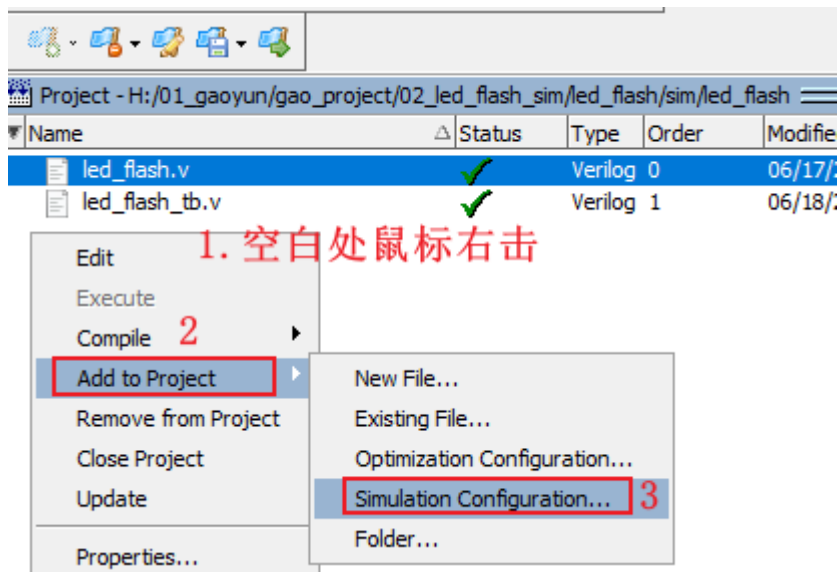 Project - H:/01_gaoyun/gao_project/02_led_flash_sim/led_flash/sim/led_flash
Name Status Type Order Modifie
led_flash.v Verilog 0 06/17/2
led_flash_tb.v Verilog 1 06/18/2
1. 空白处鼠标右击
Edit
Execute
Compile 2
Add to Project New File...
Remove from Project Existing File...
Close Project Optimization Configuration...
Update Simulation Configuration... 3
Folder...
Properties...